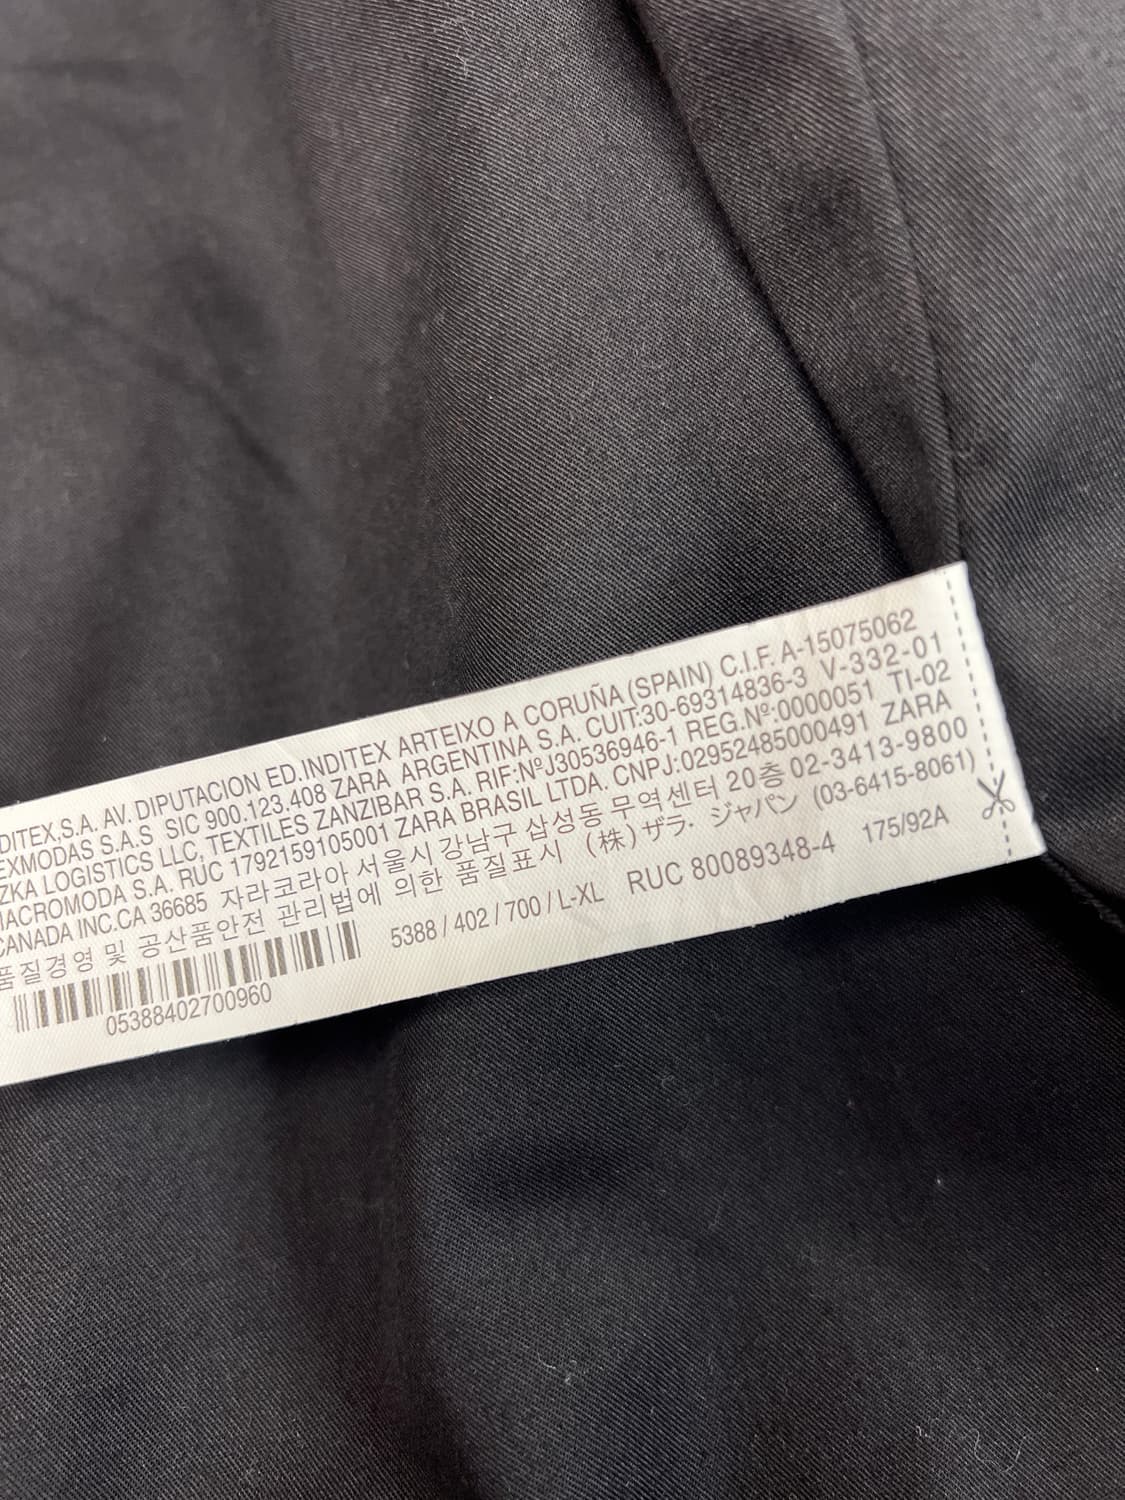 DITEX.S.A. AV. DIPUTACION ED.INDITEX ARTEIXO A CORUÑA (SPAIN) C.I.F. A-15075062
EXMODAS S.A.S SIC 900.123.408 ZARA ARGENTINA S.A. CUIT:30-69314836-3 V-332-01
ZKA LOGISTICS LLC, TEXTILES ZANZIBAR S.A. RIF:NºJ30536946-1 REG.Nº:0000051 TI-02
MACROMODA S.A. RUC 1792159105001 ZARA BRASIL LTDA. CNPJ:02952485000491 ZARA
CANADA INC.CA 36685 자라코리아 서울시 강남구 삼성동 무역센터 20층 02-3413-9800
품질경영 및 공산품안전 관리법에 의한 품질표시 (株)ザラ・ジャパン (03-6415-8061)
05388402700960
5388 / 402 / 700 / L-XL RUC 80089348-4 175/92A